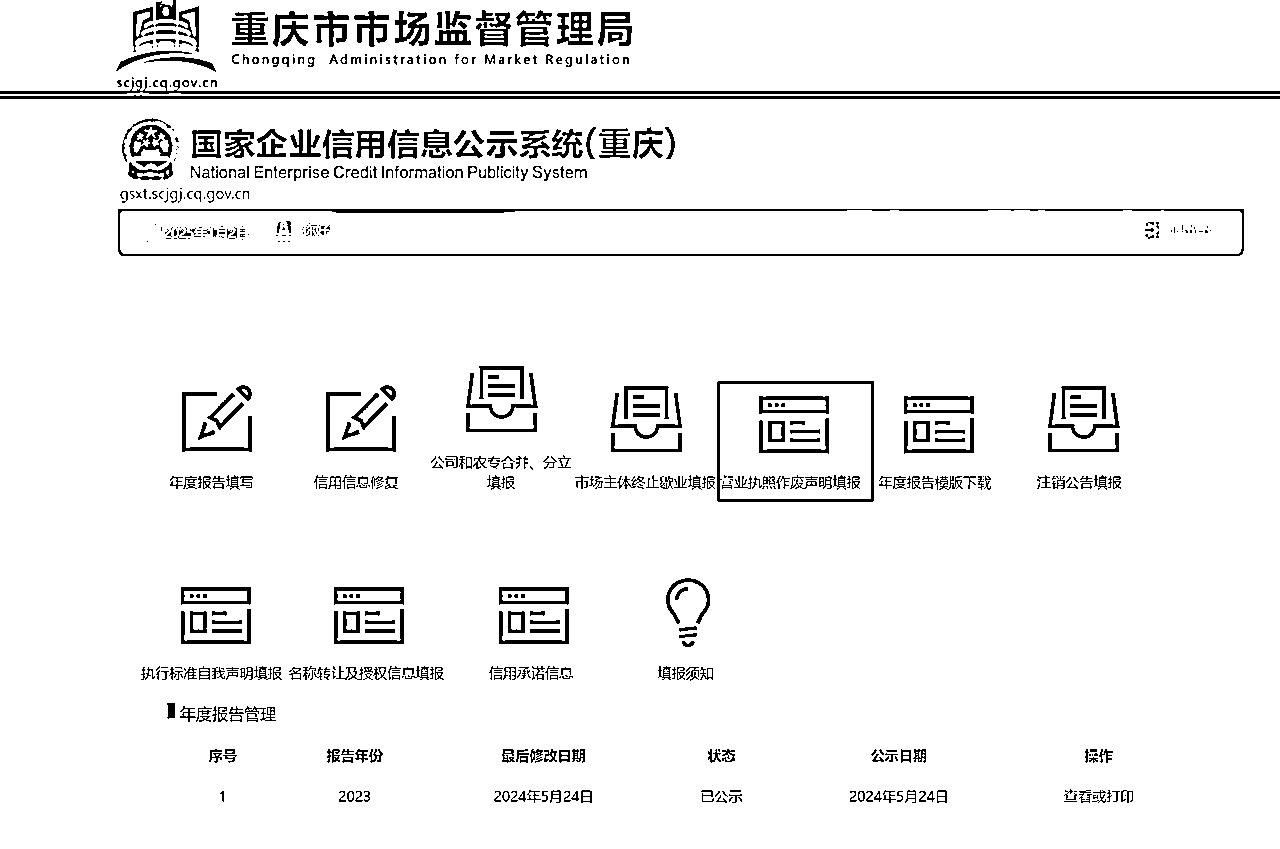 重庆市市场监督管理局
Chongqing Administration for Market Regulation
scjgj.cq.gov.cn
国家企业信用信息公示系统(重庆)
National Enterprise Credit Information Publicity System
gsxt.scjgj.cq.gov.cn
2025年1月2日
年度报告填写
信用信息修复
公司和农专合并、分立
填报
市场主体终止歇业填报
营业执照作废声明填报
年度报告模版下载
注销公告填报
执行标准自我声明填报
名称转让及授权信息填报
信用承诺信息
填报须知
年度报告管理
序号 报告年份 最后修改日期 状态 公示日期 操作
1 2023 2024年5月24日 已公示 2024年5月24日 查看或打印